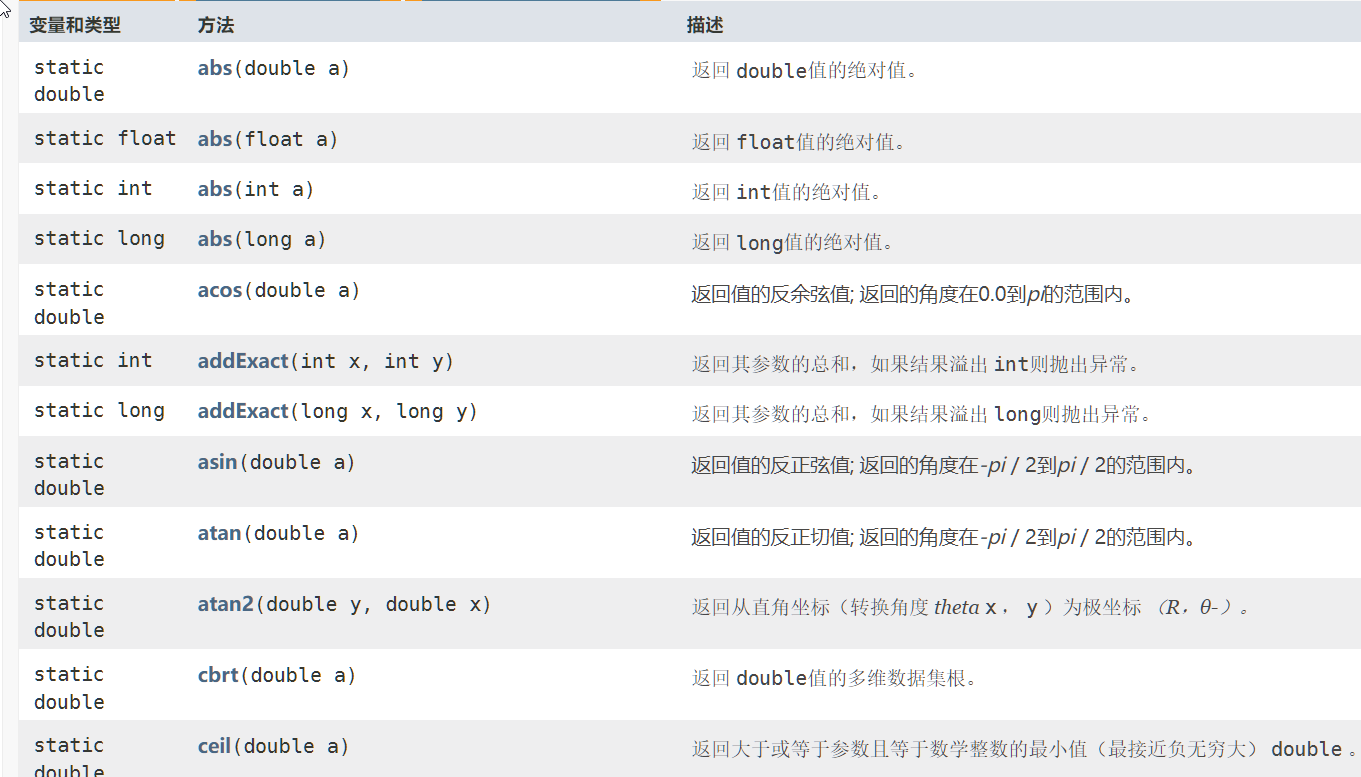 变量和类型 方法 描述
static double abs(double a) 返回 double值的绝对值。
static float abs(float a) 返回 float值的绝对值。
static int abs(int a) 返回 int值的绝对值。
static long abs(long a) 返回 long值的绝对值。
static double acos(double a) 返回值的反余弦值; 返回的角度在0.0到pi的范围内。
static int addExact(int x, int y) 返回其参数的总和，如果结果溢出 int则抛出异常。
static long addExact(long x, long y) 返回其参数的总和，如果结果溢出 long则抛出异常。
static double asin(double a) 返回值的反正弦值; 返回的角度在-pi / 2到pi / 2的范围内。
static double atan(double a) 返回值的反正切值; 返回的角度在-pi / 2到pi / 2的范围内。
static double atan2(double y, double x) 返回从直角坐标（转换角度 theta x ， y ）为极坐标 （R，θ-）。
static double cbrt(double a) 返回 double值的多维数据集根。
static double ceil(double a) 返回大于或等于参数且等于数学整数的最小值（最接近负无穷大） double 。